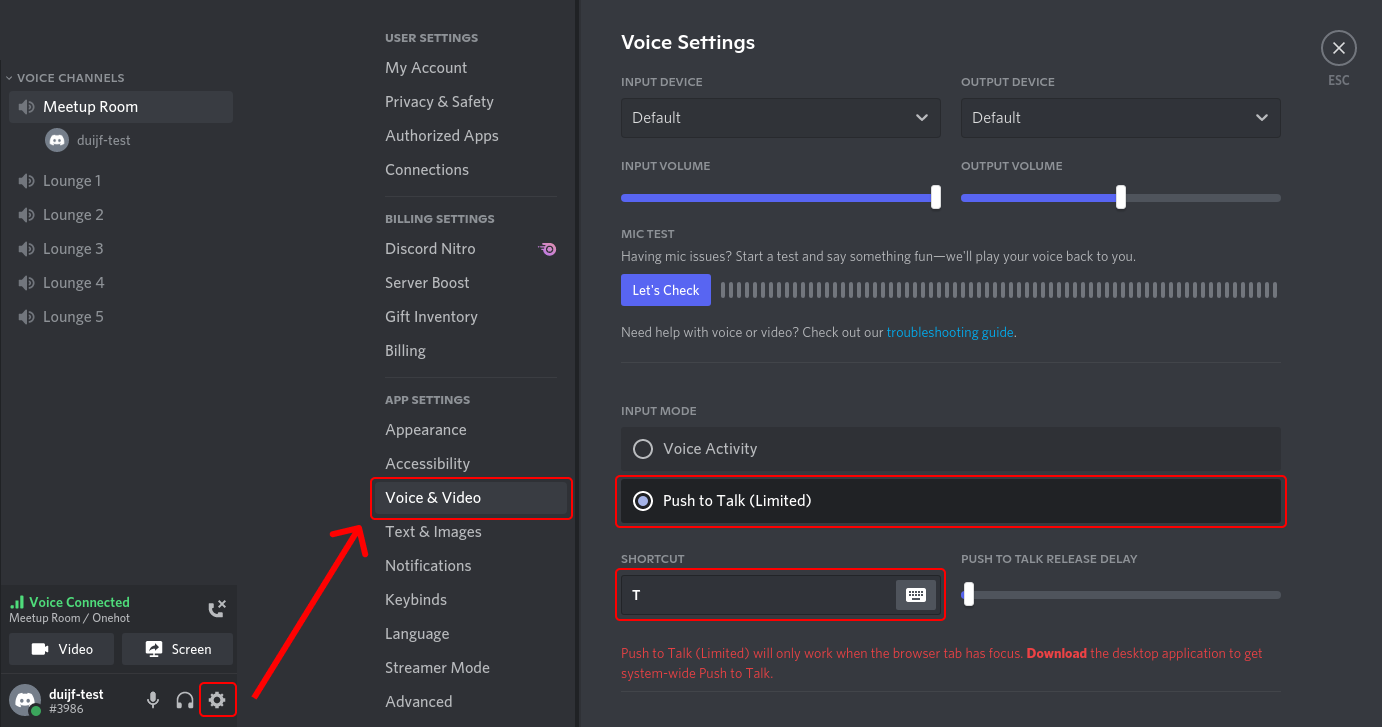 VOICE CHANNELS
Meetup Room
duijf-test
Lounge 1
Lounge 2
Lounge 3
Lounge 4
Lounge 5
Voice Connected
Meetup Room / Onehot
Video
Screen
duijf-test
#3986
USER SETTINGS
My Account
Privacy & Safety
Authorized Apps
Connections
BILLING SETTINGS
Discord Nitro
Server Boost
Gift Inventory
Billing
APP SETTINGS
Appearance
Accessibility
Voice & Video
Text & Images
Notifications
Keybinds
Language
Streamer Mode
Advanced
Voice Settings
ESC
INPUT DEVICE
OUTPUT DEVICE
Default
Default
INPUT VOLUME
OUTPUT VOLUME
MIC TEST
Having mic issues? Start a test and say something fun—we'll play your voice back to you.
Let's Check
Need help with voice or video? Check out our troubleshooting guide.
INPUT MODE
Voice Activity
Push to Talk (Limited)
SHORTCUT
PUSH TO TALK RELEASE DELAY
T
Push to Talk (Limited) will only work when the browser tab has focus. Download the desktop application to get
system-wide Push to Talk.